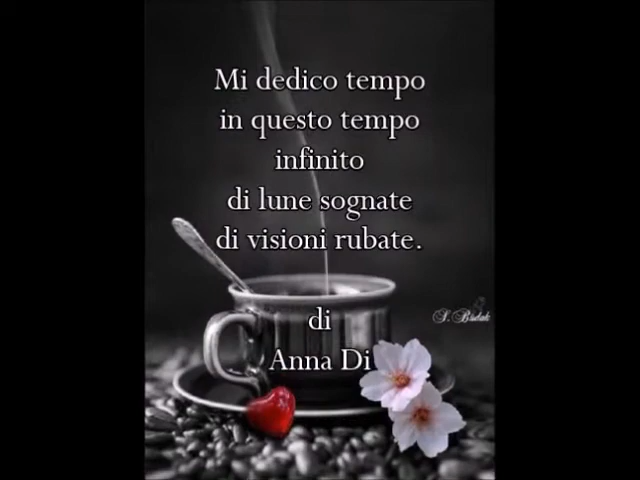 Mi dedico tempo
in questo tempo
infinito
di lune sognate
di visioni rubate.
di
Anna Di